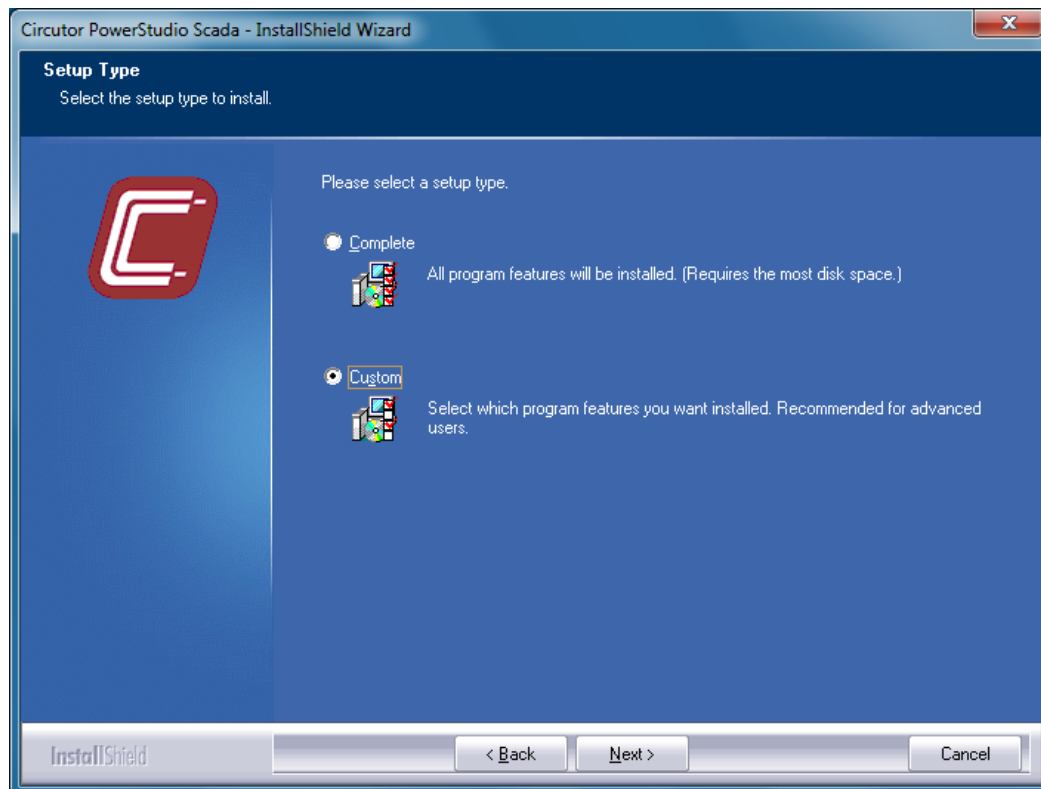 Circutor PowerStudio Scada - InstallShield Wizard
Setup Type
Select the setup type to install.
Please select a setup type.
Complete
All program features will be installed. (Requires the most disk space.)
Custom
Select which program features you want installed. Recommended for advanced
users.
InstallShield
< Back
Next >
Cancel